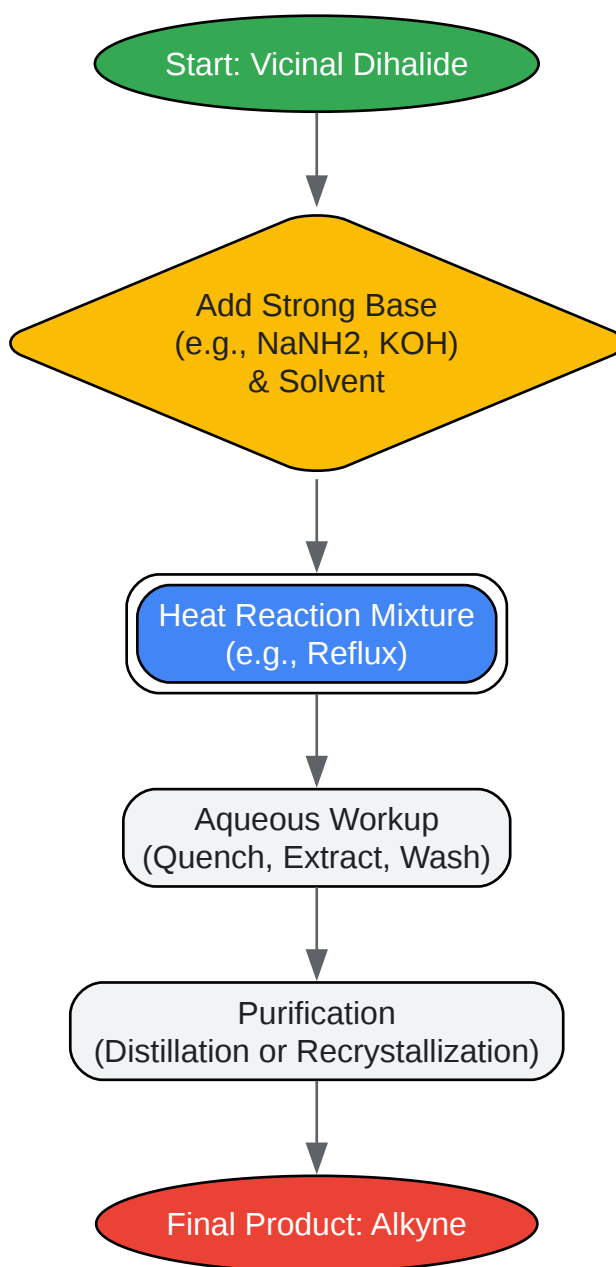 Start: Vicinal Dihalide
Add Strong Base
(e.g., NaNH2, KOH)
& Solvent
Heat Reaction Mixture
(e.g., Reflux)
Aqueous Workup
(Quench, Extract, Wash)
Purification
(Distillation or Recrystallization)
Final Product: Alkyne